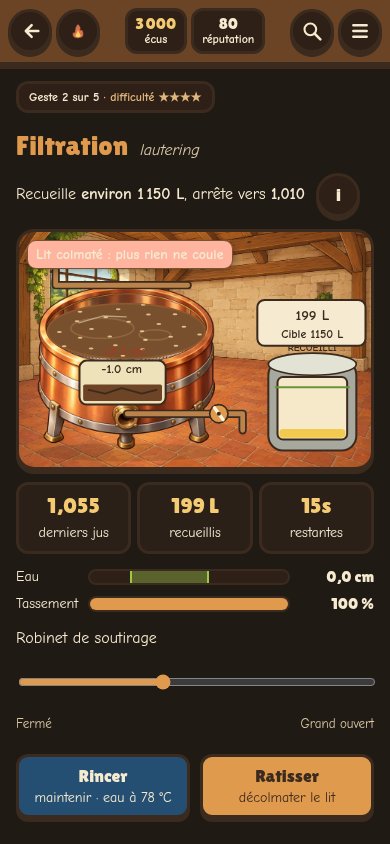 3 000
écus
80
réputation
Geste 2 sur 5 · difficulté ★★★★
Filtration lautering
Recueille environ 1 150 L, arrête vers 1,010
i
Lit colmaté : plus rien ne coule
199 L
Cible 1150 L
RECUEILLI
-1.0 cm
1,055
derniers jus
199 L
recueillis
15s
restantes
Eau 0,0 cm
Tassement 100 %
Robinet de soutirage
Fermé Grand ouvert
Rincer
maintenir · eau à 78 °C
Ratisser
décolmater le lit